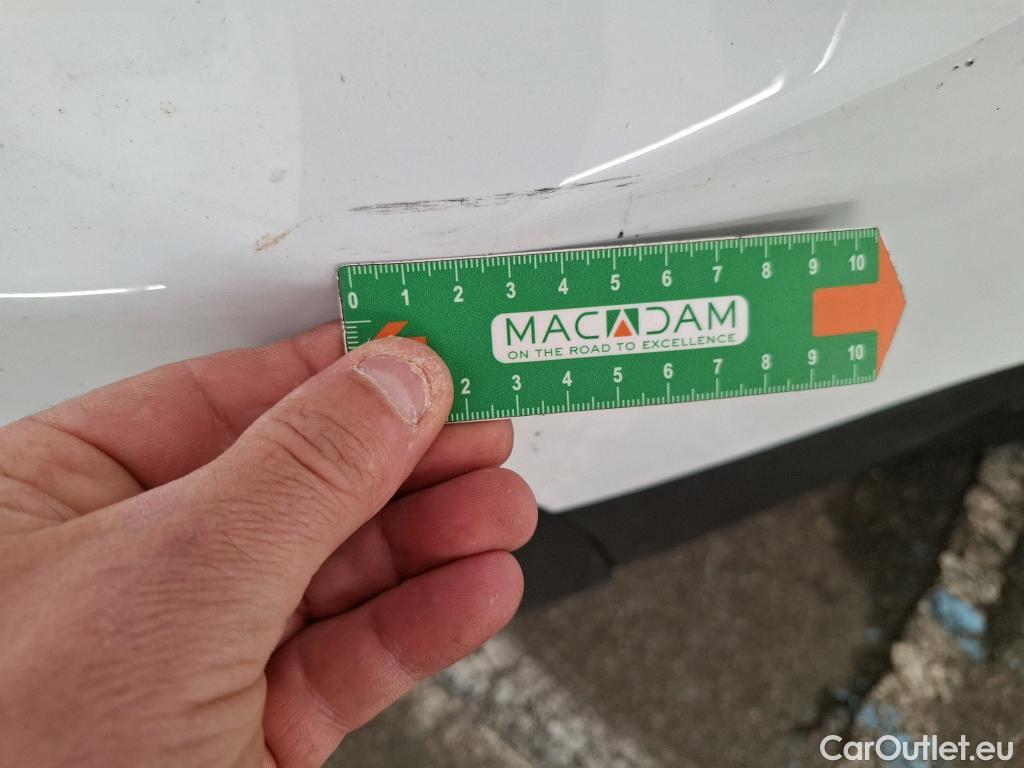 0 1 2 3 4 5 6 7 8 9 10
MACADAM
ON THE ROAD TO EXCELLENCE
2 3 4 5 6 7 8 9 10
CarOutlet.eu